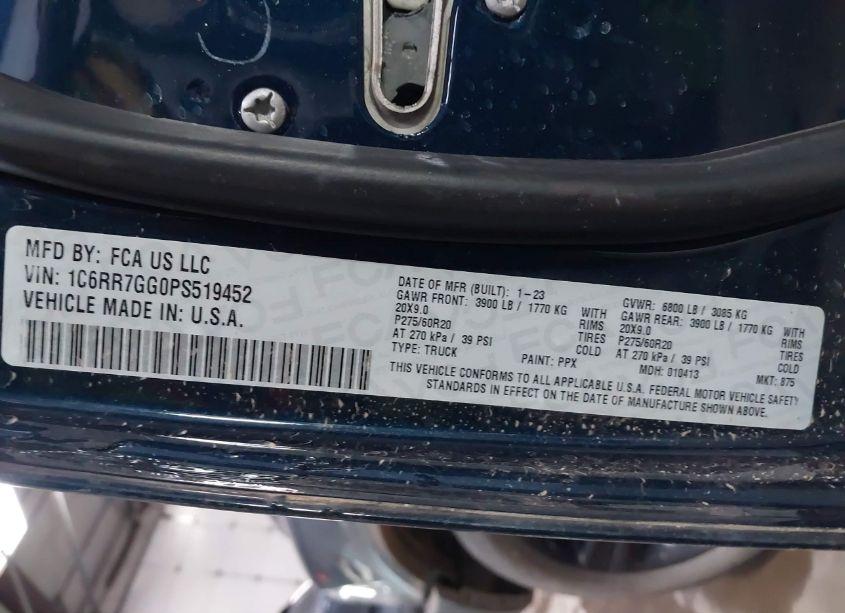 MFD BY: FCA US LLC
VIN: 1C6RR7GG0PS519452
VEHICLE MADE IN: U.S.A.
DATE OF MFR (BUILT): 1-23
GAWR FRONT: 3900 LB / 1770 KG WITH
20X9.0 RIMS
P275/60R20 TIRES
AT 270 kPa / 39 PSI COLD
TYPE: TRUCK PAINT: PPX
GVWR: 6800 LB / 3085 KG
GAWR REAR: 3900 LB / 1770 KG WITH
20X9.0 RIMS
P275/60R20 TIRES
AT 270 kPa / 39 PSI COLD
MDH: 010413 MKT: 875
THIS VEHICLE CONFORMS TO ALL APPLICABLE U.S.A. FEDERAL MOTOR VEHICLE SAFETY
STANDARDS IN EFFECT ON THE DATE OF MANUFACTURE SHOWN ABOVE.